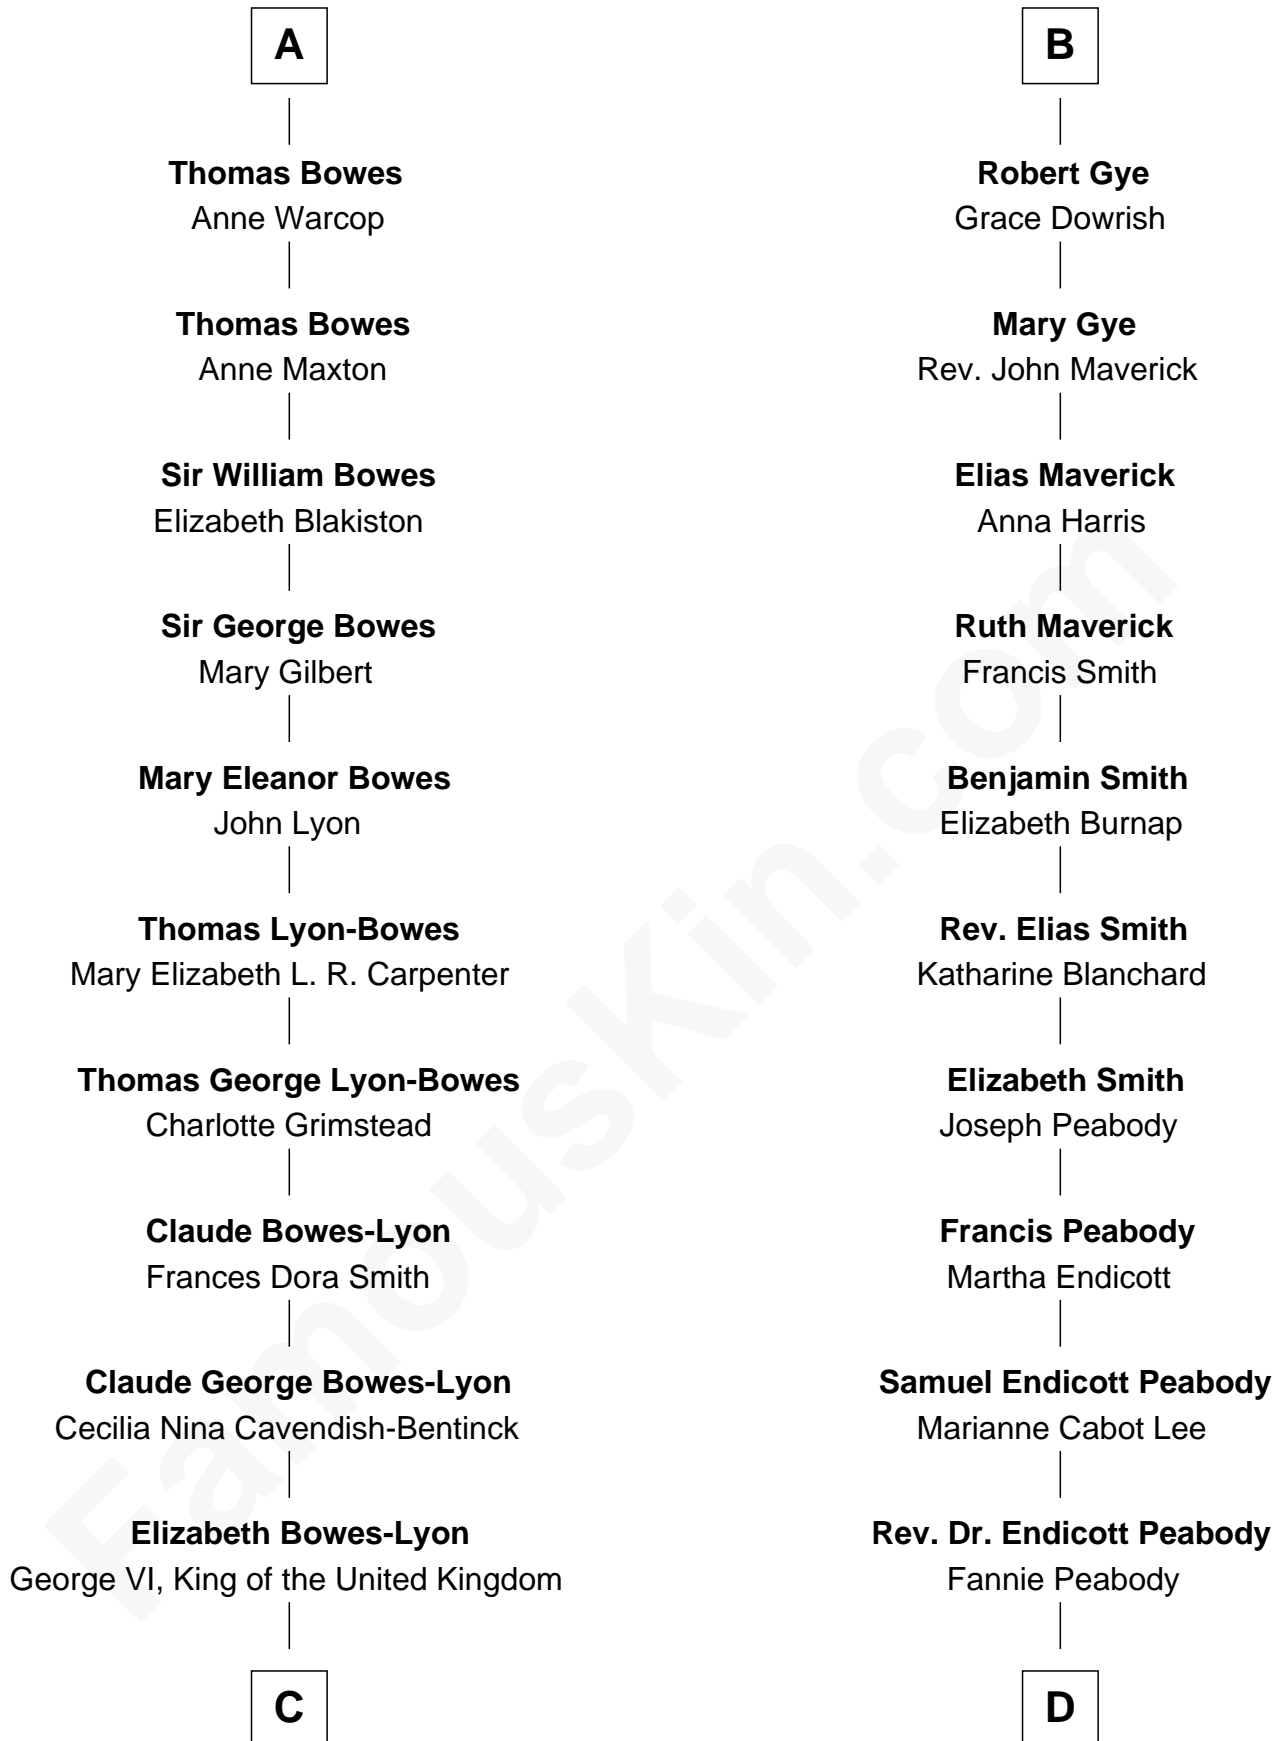 A
Thomas Bowes
Anne Warcop
Thomas Bowes
Anne Maxton
Sir William Bowes
Elizabeth Blakiston
Sir George Bowes
Mary Gilbert
Mary Eleanor Bowes
John Lyon
Thomas Lyon-Bowes
Mary Elizabeth L. R. Carpenter
Thomas George Lyon-Bowes
Charlotte Grimstead
Claude Bowes-Lyon
Frances Dora Smith
Claude George Bowes-Lyon
Cecilia Nina Cavendish-Bentinck
Elizabeth Bowes-Lyon
George VI, King of the United Kingdom
C
B
Robert Gye
Grace Dowrish
Mary Gye
Rev. John Maverick
Elias Maverick
Anna Harris
Ruth Maverick
Francis Smith
Benjamin Smith
Elizabeth Burnap
Rev. Elias Smith
Katharine Blanchard
Elizabeth Smith
Joseph Peabody
Francis Peabody
Martha Endicott
Samuel Endicott Peabody
Marianne Cabot Lee
Rev. Dr. Endicott Peabody
Fannie Peabody
D
FamousKin.com